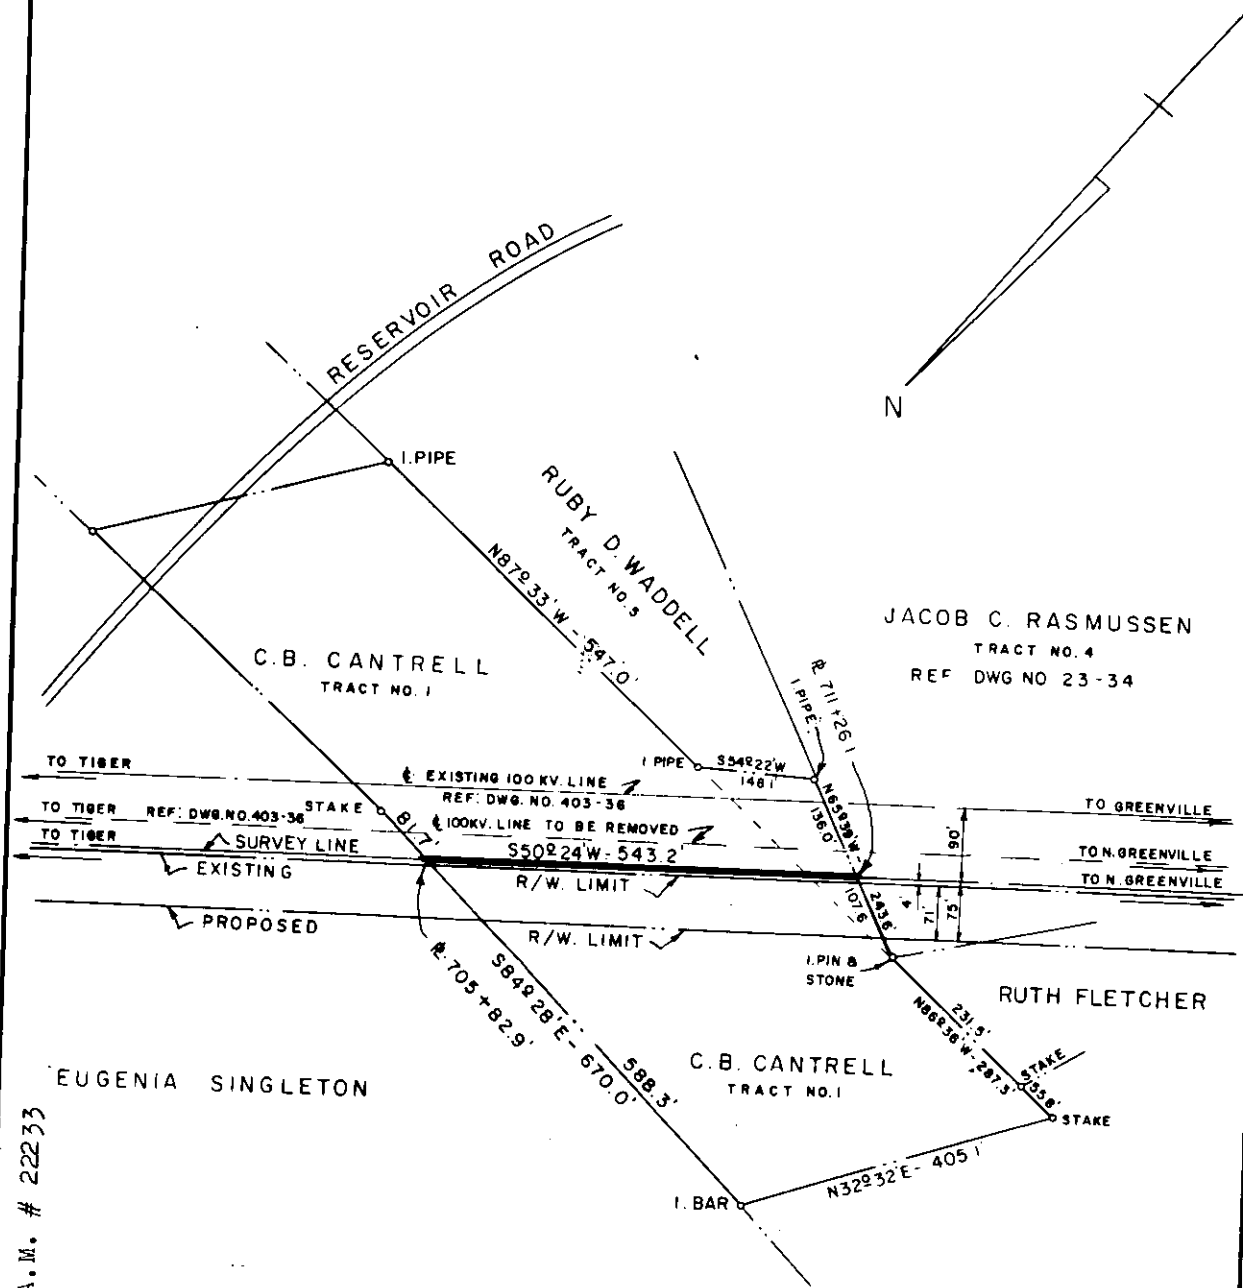 RESERVOIR ROAD
N
I.PIPE
RUBY D. WADDELL
TRACT NO. 5
N87º33'W - 547.0'
JACOB C. RASMUSSEN
TRACT NO. 4
REF DWG NO 23-34
C.B. CANTRELL
TRACT NO. 1
℞ 711+26 1
I.PIPE
I PIPE
S54º22'W
148 1'
N65º39'W
136.0'
TO TIGER
℄ EXISTING 100 KV. LINE
REF: DWG. NO. 403-36
TO GREENVILLE
TO TIGER
REF: DWG.NO.403-36
STAKE
81.7'
℄ 100KV. LINE TO BE REMOVED
90'
TO N.GREENVILLE
TO TIGER
SURVEY LINE
S50º24'W - 543.2'
TO N.GREENVILLE
EXISTING
R/W. LIMIT
107.6
243.6'
4'
71'
75'
PROPOSED
R/W. LIMIT
I.PIN &
STONE
RUTH FLETCHER
℞ 705+82.9'
S84º28'E - 670.0'
588.3'
231.5'
N86º36'W - 287.3'
STAKE
55.8'
STAKE
C.B. CANTRELL
TRACT NO.1
EUGENIA SINGLETON
N32º32'E - 405 1'
I. BAR
A.M. # 22233